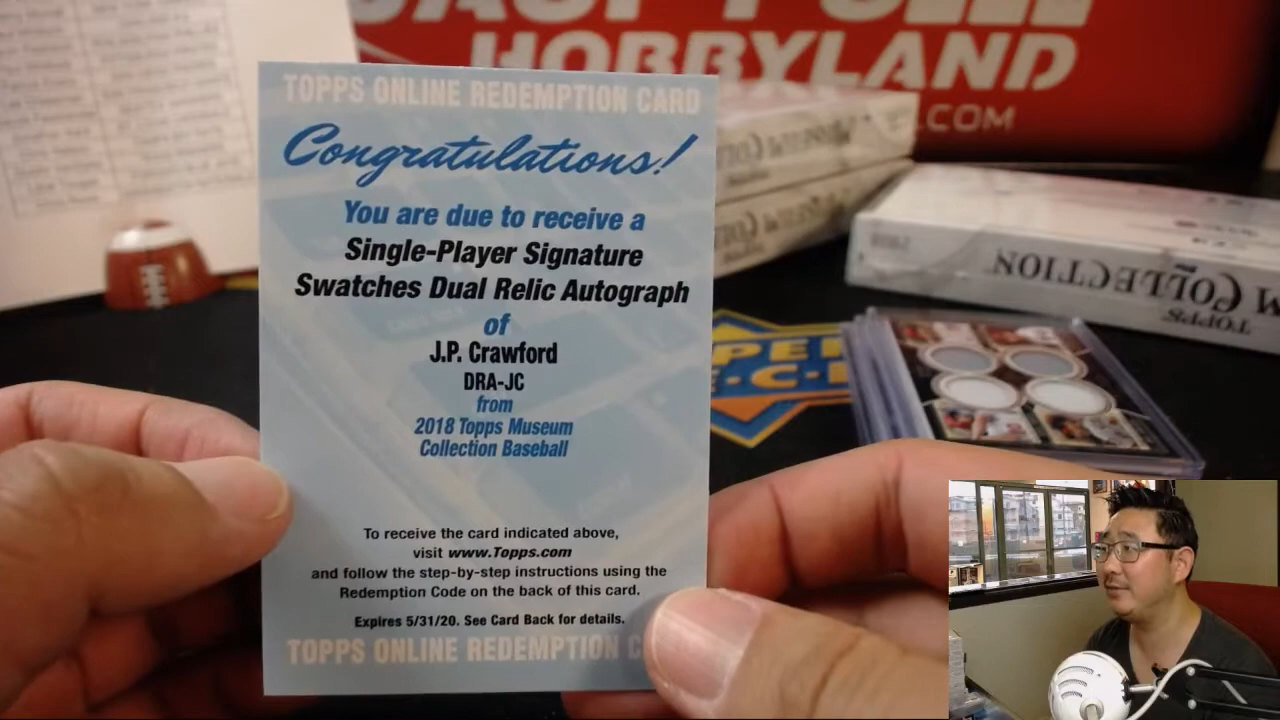 HOBBYLAND
.COM
TOPPS ONLINE REDEMPTION CARD
Congratulations!
You are due to receive a
Single-Player Signature
Swatches Dual Relic Autograph
of
J.P. Crawford
DRA-JC
from
2018 Topps Museum
Collection Baseball
To receive the card indicated above,
visit www.Topps.com
and follow the step-by-step instructions using the
Redemption Code on the back of this card.
Expires 5/31/20. See Card Back for details.
TOPPS ONLINE REDEMPTION C
TOPPS
M COLLECTION